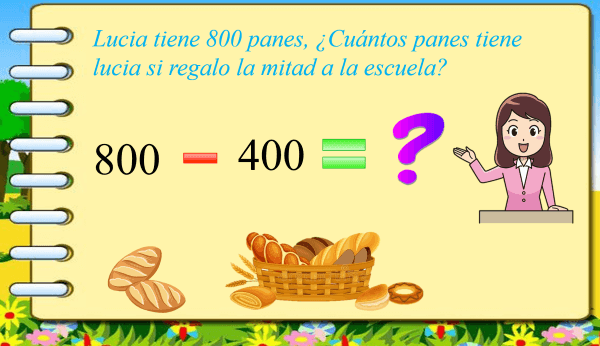 Lucia tiene 800 panes, ¿Cuántos panes tiene
lucia si regalo la mitad a la escuela?
800 - 400 = ?